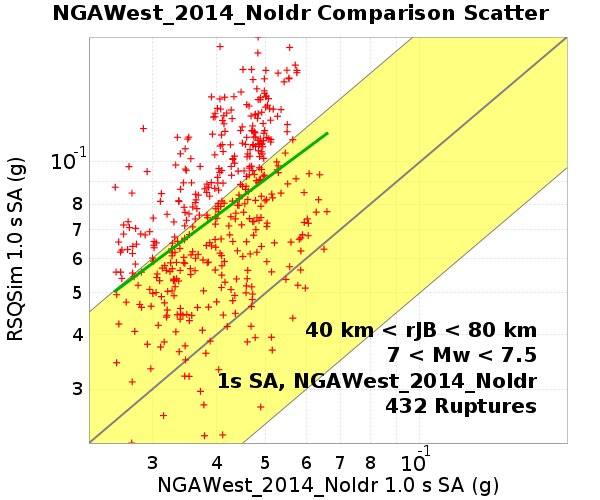 NGAWest_2014_NoIdr Comparison Scatter
RSQSim 1.0 s SA (g)
10-1
8
7
6
5
4
3
40 km < rJB < 80 km
7 < Mw < 7.5
1s SA, NGAWest_2014_NoIdr
432 Ruptures
3 4 5 6 7 8 10-1
NGAWest_2014_NoIdr 1.0 s SA (g)